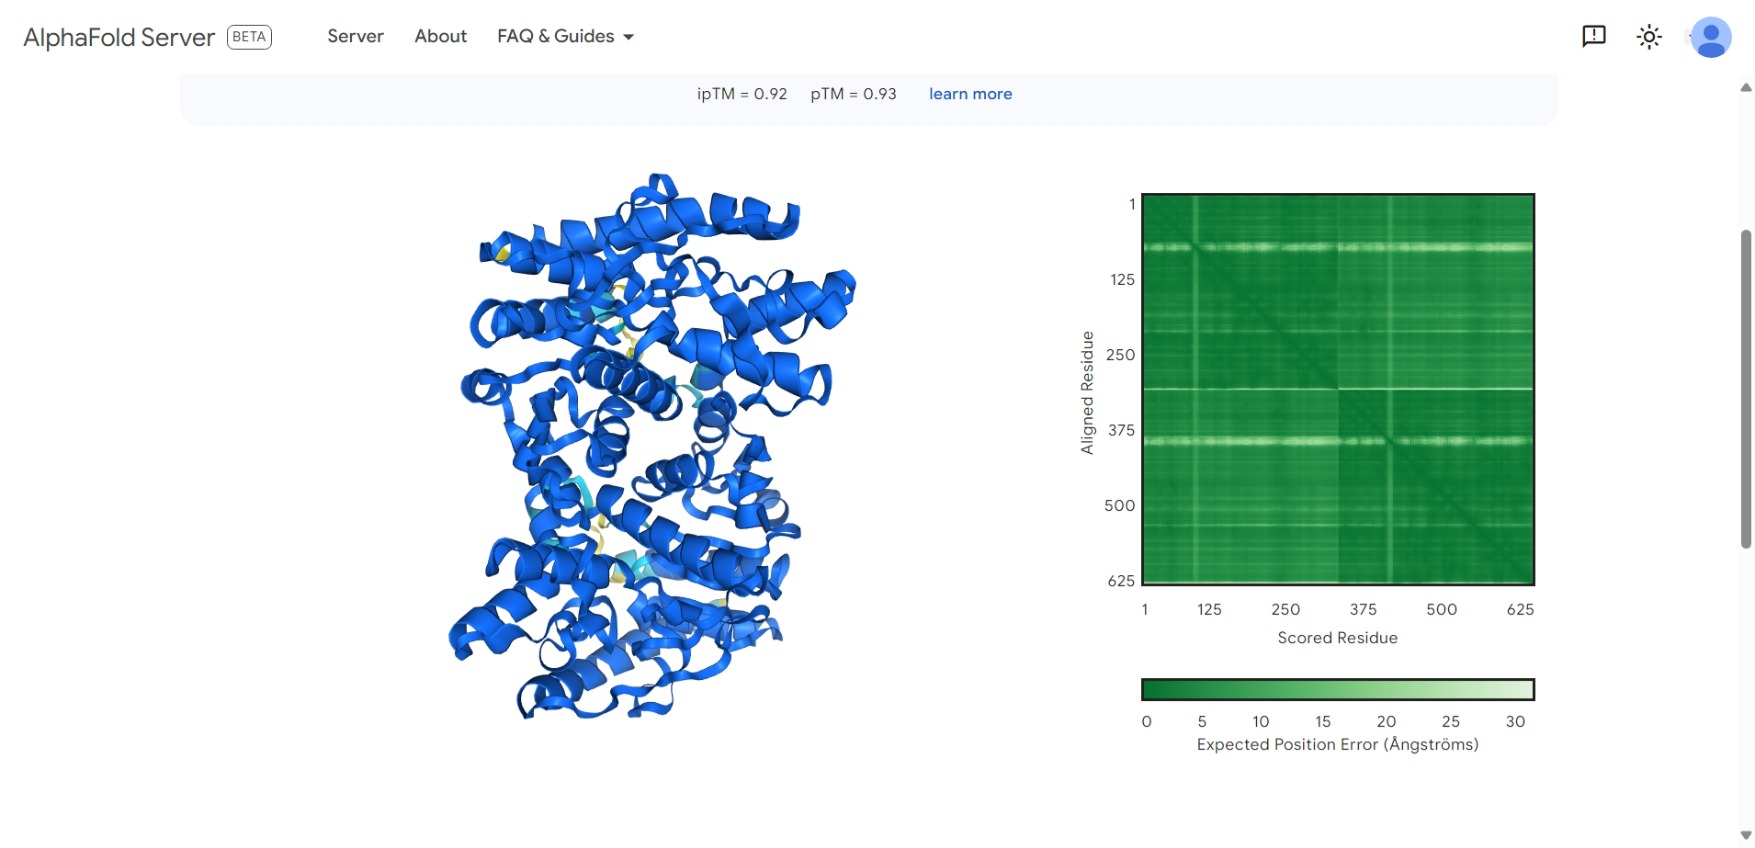 AlphaFold Server BETA Server About FAQ & Guides
ipTM = 0.92 pTM = 0.93 learn more
1
125
250
375
500
625
Aligned Residue
1 125 250 375 500 625
Scored Residue
0 5 10 15 20 25 30
Expected Position Error (Ångströms)